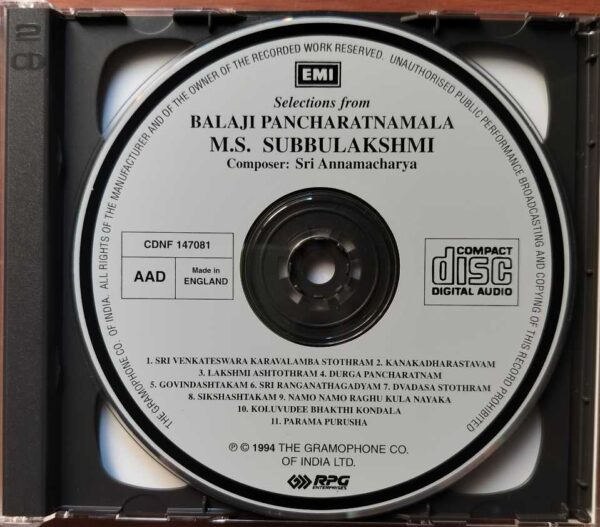 2
CD
THE GRAMOPHONE CO. OF INDIA. ALL RIGHTS OF THE MANUFACTURER AND OF THE OWNER OF THE RECORDED WORK RESERVED. UNAUTHORISED PUBLIC PERFORMANCE BROADCASTING AND COPYING OF THIS RECORD PROHIBITED
EMI
Selections from
BALAJI PANCHARATNAMALA
M.S. SUBBULAKSHMI
Composer: Sri Annamacharya
CDNF 147081
AAD
Made in
ENGLAND
COMPACT
disc
DIGITAL AUDIO
1. SRI VENKATESWARA KARAVALAMBA STOTHRAM 2. KANAKADHARASTAVAM
3. LAKSHMI ASHTOTHRAM 4. DURGA PANCHARATNAM
5. GOVINDASHTAKAM 6. SRI RANGANATHAGADYAM 7. DVADASA STOTHRAM
8. SIKSHASHTAKAM 9. NAMO NAMO RAGHU KULA NAYAKA
10. KOLUVUDEE BHAKTHI KONDALA
11. PARAMA PURUSHA
℗ © 1994 THE GRAMOPHONE CO.
OF INDIA LTD.
RPG
ENTERPRISES